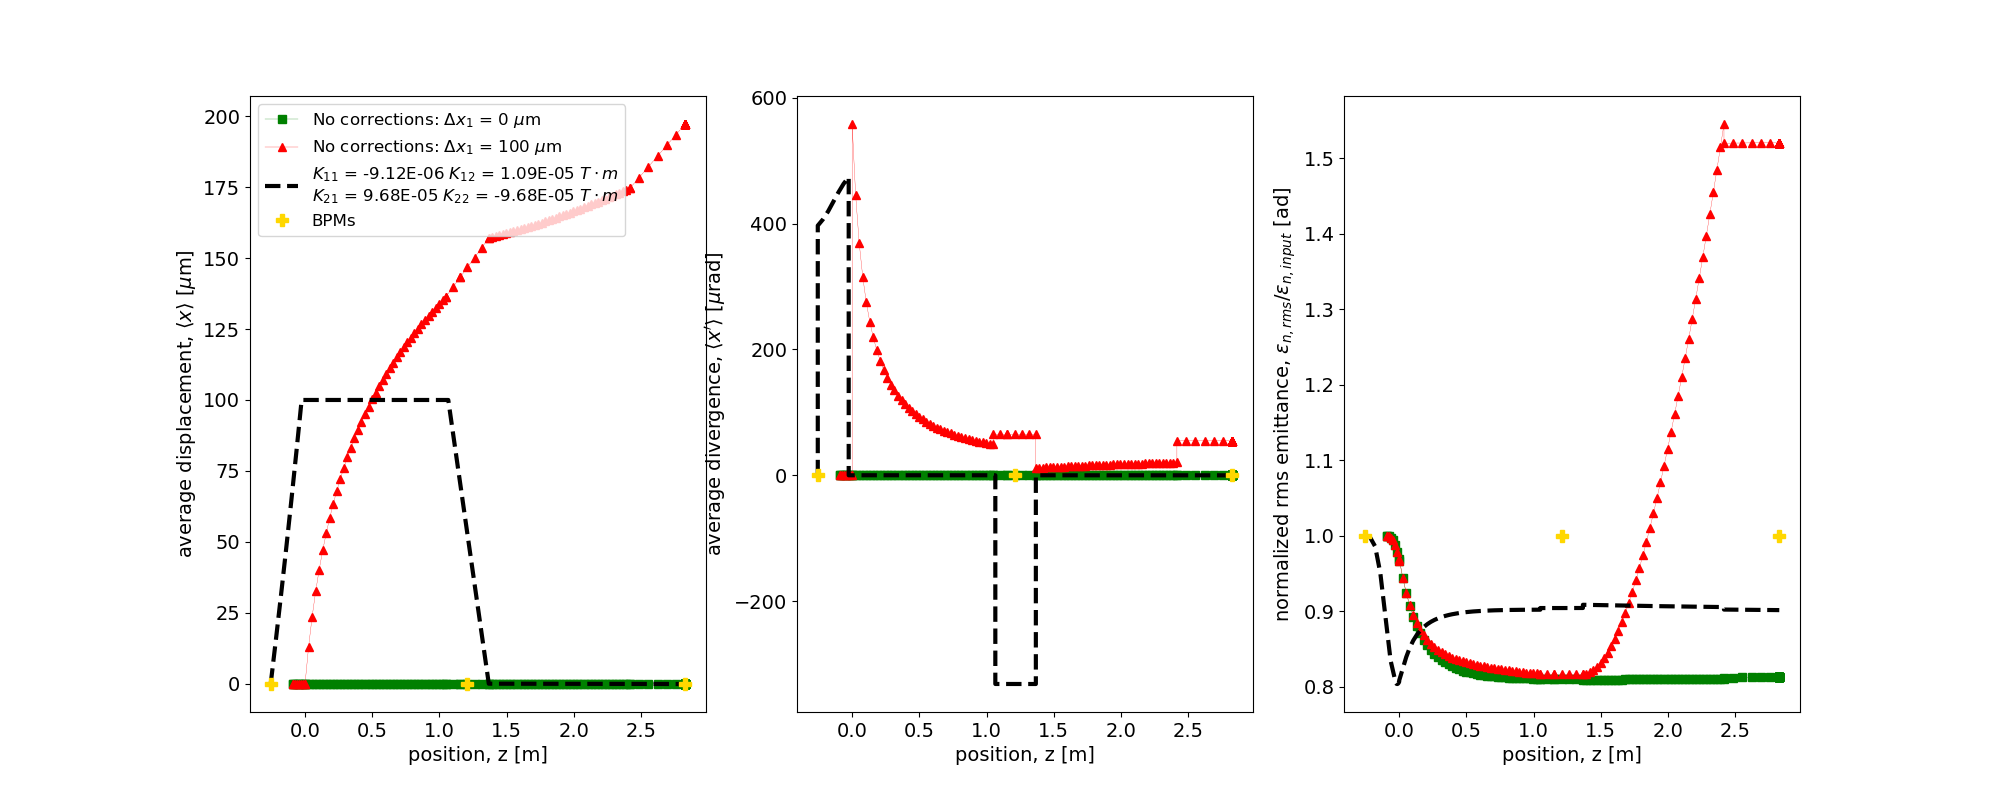 No corrections: Δx₁ = 0 μm
No corrections: Δx₁ = 100 μm
K₁₁ = -9.12E-06 K₁₂ = 1.09E-05 T · m
K₂₁ = 9.68E-05 K₂₂ = -9.68E-05 T · m
BPMs
average displacement, ⟨x⟩ [μm]
200
175
150
125
100
75
50
25
0
0.0 0.5 1.0 1.5 2.0 2.5
position, z [m]
average divergence, ⟨x′⟩ [μrad]
600
400
200
0
−200
0.0 0.5 1.0 1.5 2.0 2.5
position, z [m]
normalized rms emittance, εn,rms/εn,input [ad]
1.5
1.4
1.3
1.2
1.1
1.0
0.9
0.8
0.0 0.5 1.0 1.5 2.0 2.5
position, z [m]